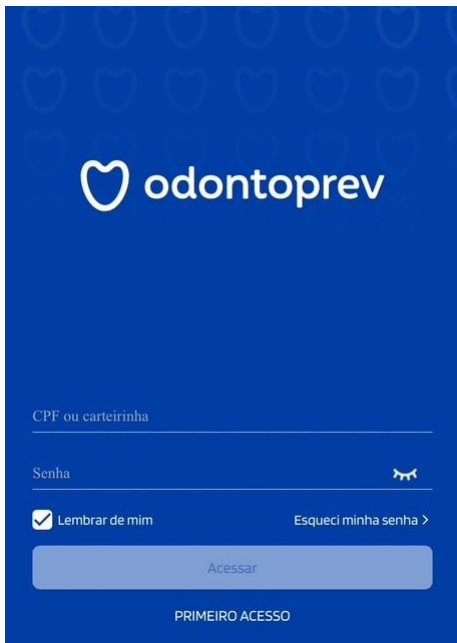 odontoprev
CPF ou carteirinha
Senha
Lembrar de mim
Esqueci minha senha >
Acessar
PRIMEIRO ACESSO